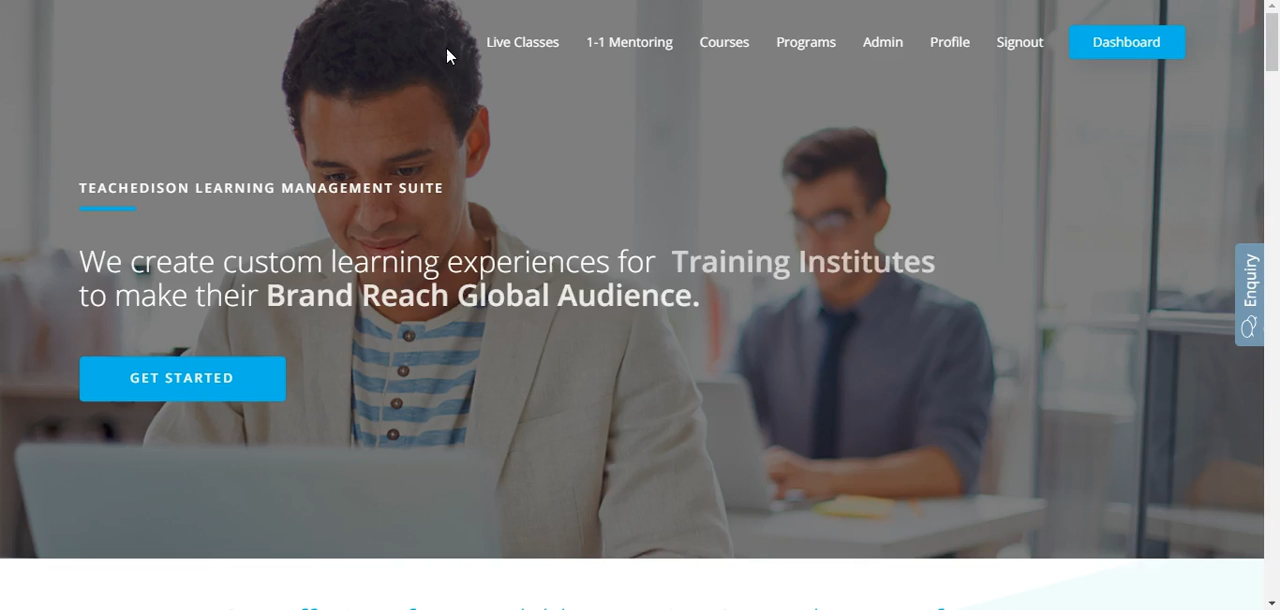 Live Classes 1-1 Mentoring Courses Programs Admin Profile Signout Dashboard
TEACHEDISON LEARNING MANAGEMENT SUITE
We create custom learning experiences for Training Institutes
to make their Brand Reach Global Audience.
GET STARTED
Enquiry